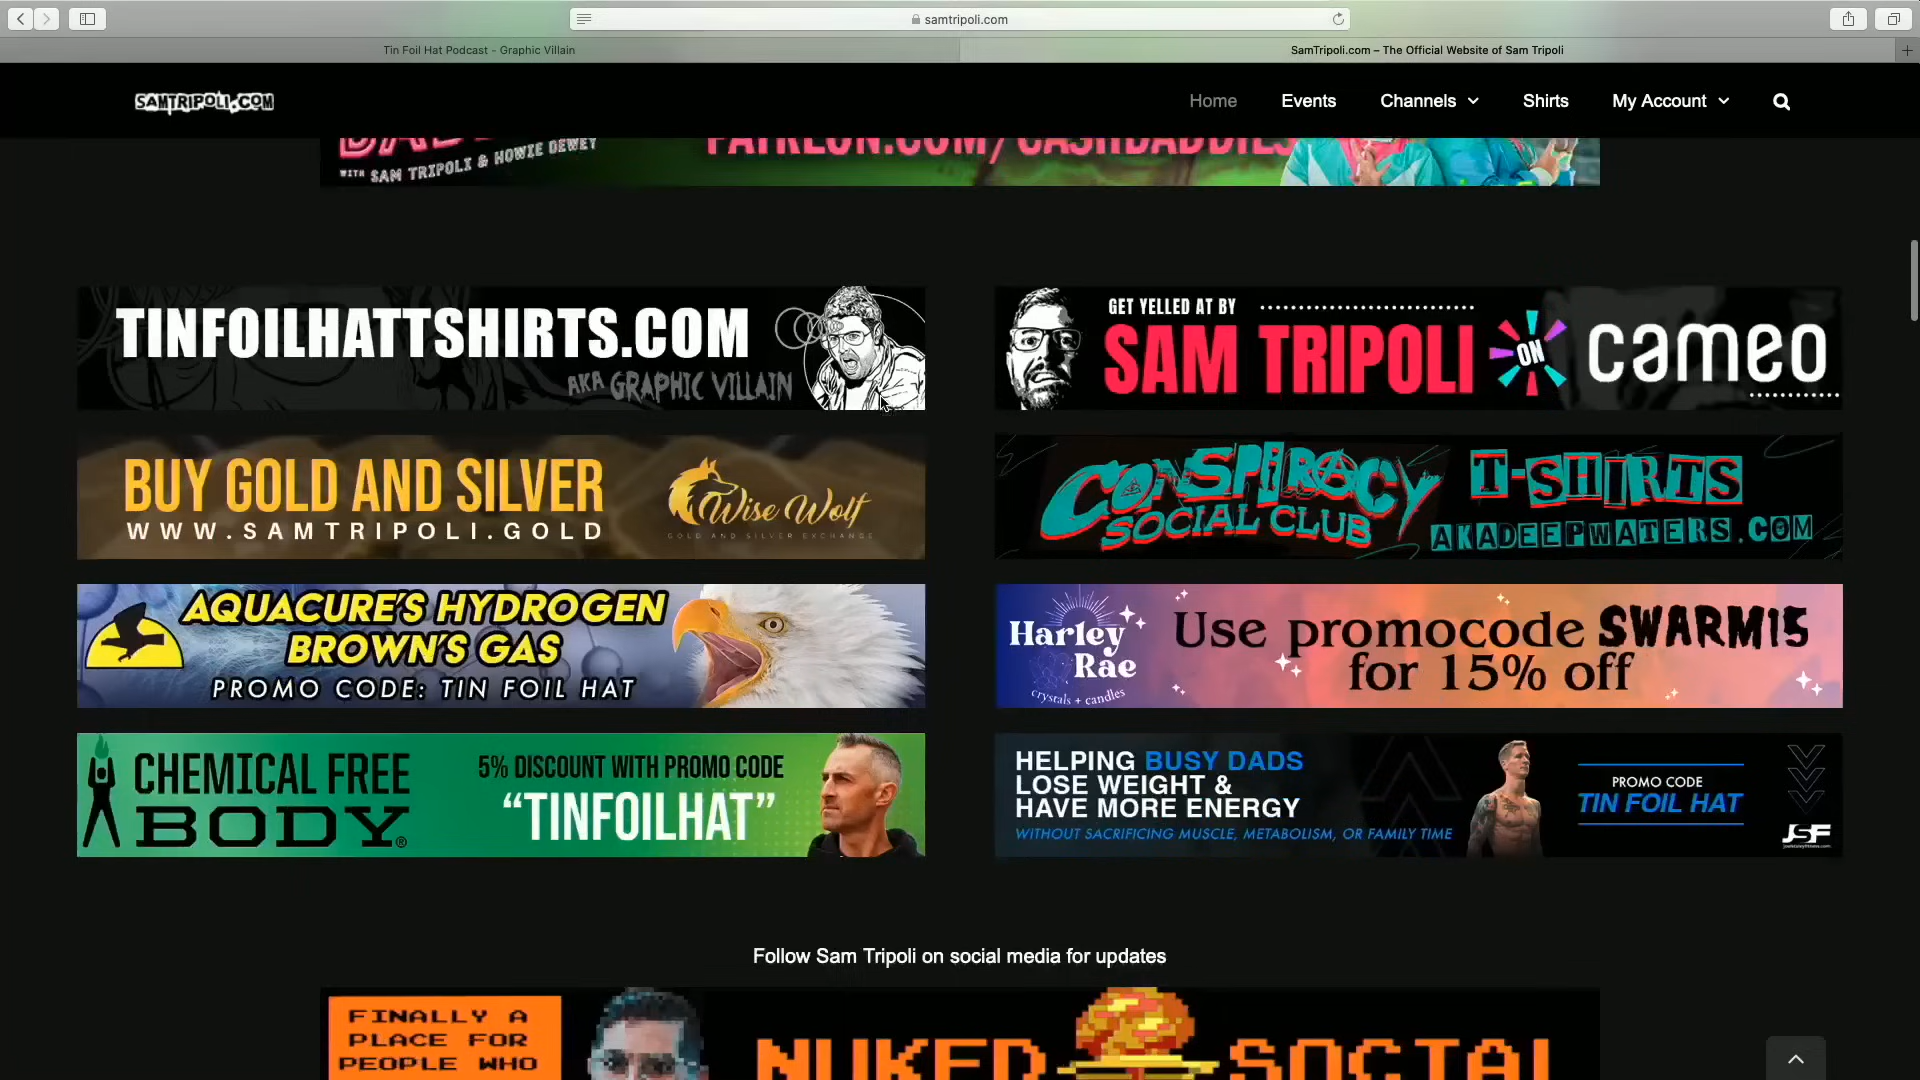 samtripoli.com
Tin Foil Hat Podcast - Graphic Villain
SamTripoli.com – The Official Website of Sam Tripoli
SAMTRIPOLI.COM
Home
Events
Channels
Shirts
My Account
WITH SAM TRIPOLI & HOWIE DEWEY
PATREON.COM/CASHDADDIES
TINFOILHATTSHIRTS.COM
AKA GRAPHIC VILLAIN
GET YELLED AT BY
SAM TRIPOLI ON cameo
BUY GOLD AND SILVER
WWW.SAMTRIPOLI.GOLD
Wise Wolf
GOLD AND SILVER EXCHANGE
CONSPIRACY
SOCIAL CLUB
T-SHIRTS
AKADEEPWATERS.COM
AQUACURE'S HYDROGEN
BROWN'S GAS
PROMO CODE: TIN FOIL HAT
Harley
Rae
crystals + candles
Use promocode SWARM15
for 15% off
CHEMICAL FREE
BODY®
5% DISCOUNT WITH PROMO CODE
"TINFOILHAT"
HELPING BUSY DADS
LOSE WEIGHT &
HAVE MORE ENERGY
WITHOUT SACRIFICING MUSCLE, METABOLISM, OR FAMILY TIME
PROMO CODE
TIN FOIL HAT
JSF
Follow Sam Tripoli on social media for updates
FINALLY A
PLACE FOR
PEOPLE WHO
NUKED SOCIAL